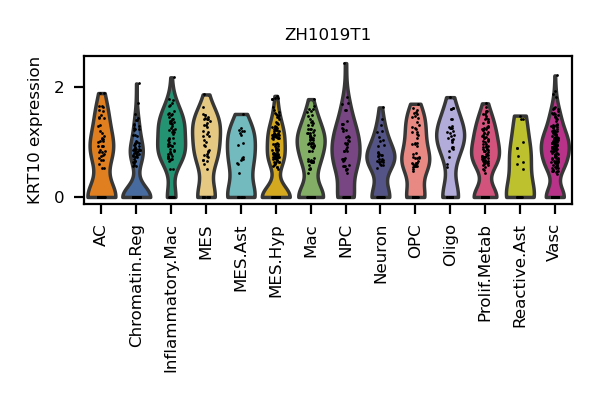 ZH1019T1
KRT10 expression
2
0
AC
Chromatin.Reg
Inflammatory.Mac
MES
MES.Ast
MES.Hyp
Mac
NPC
Neuron
OPC
Oligo
Prolif.Metab
Reactive.Ast
Vasc